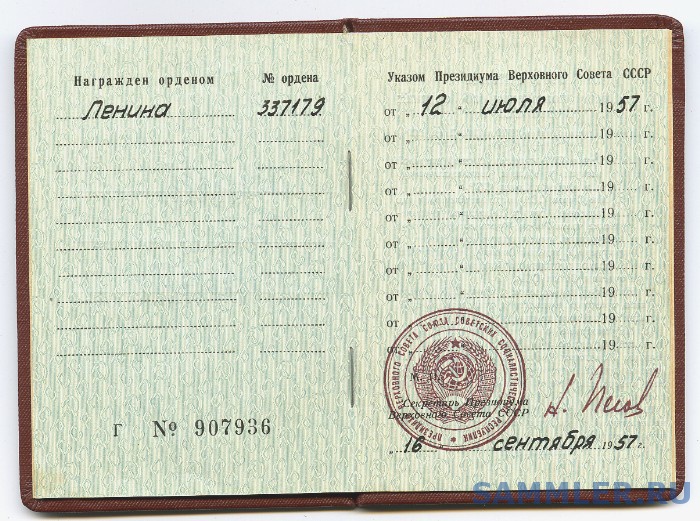 Награжден орденом
№ ордена
Ленина
337179
Г № 907936
Указом Президиума Верховного Совета СССР
от „ 12 “ июля 1957 г.
от „ “ 19 г.
от „ “ 19 г.
от „ “ 19 г.
от „ “ 19 г.
от „ “ 19 г.
от „ “ 19 г.
от „ “ 19 г.
от 19 г.
от 19 г.
ПРЕЗИДИУМ ВЕРХОВНОГО СОВЕТА СОЮЗА СОВЕТСКИХ СОЦИАЛИСТИЧЕСКИХ РЕСПУБЛИК
Секретарь Президиума
Верховного Совета СССР
„ 16 сентября 1957 г.
SAMMLER.RU